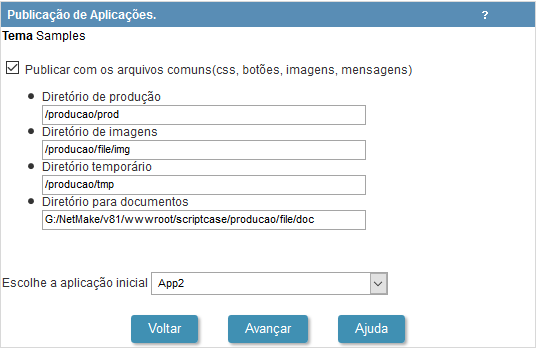 Publicação de Aplicações. ?
Tema Samples
Publicar com os arquivos comuns(css, botões, imagens, mensagens)
Diretório de produção
/producao/prod
Diretório de imagens
/producao/file/img
Diretório temporário
/producao/tmp
Diretório para documentos
G:/NetMake/v81/wwwroot/scriptcase/producao/file/doc
Escolhe a aplicação inicial App2
Voltar Avançar Ajuda